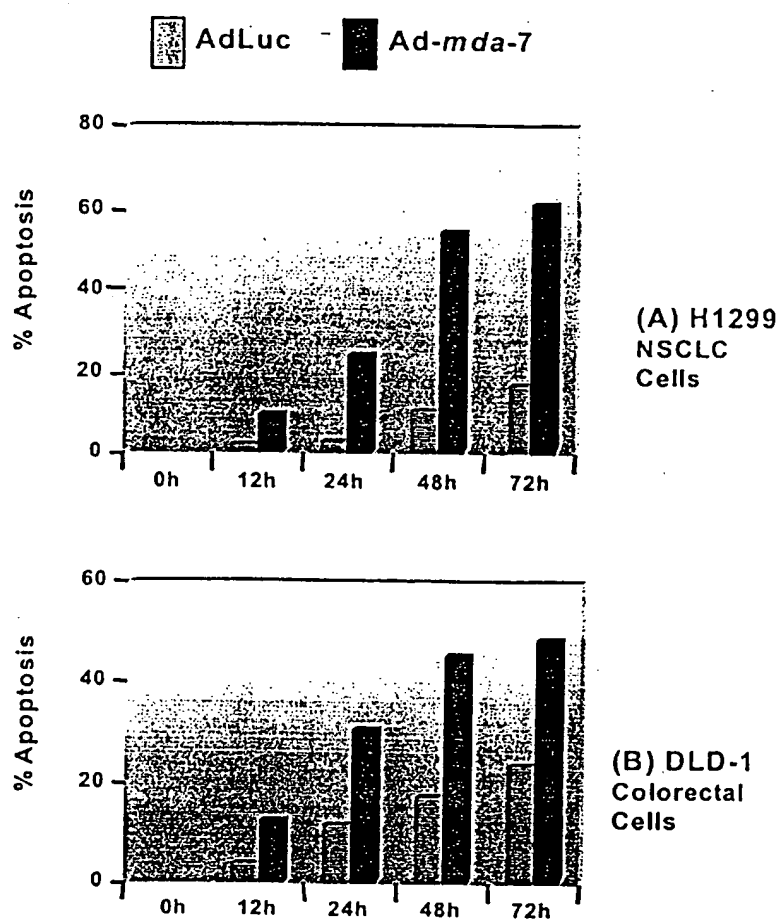 AdLuc Ad-mda-7
80
60
40
20
0
% Apoptosis
0h 12h 24h 48h 72h
(A) H1299
NSCLC
Cells
60
40
20
0
% Apoptosis
0h 12h 24h 48h 72h
(B) DLD-1
Colorectal
Cells